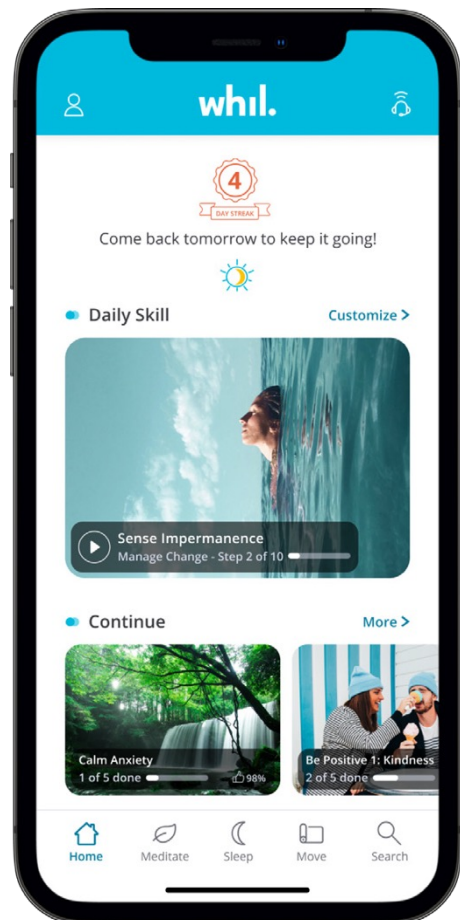 whil.
4
DAY STREAK
Come back tomorrow to keep it going!
Daily Skill
Customize >
Sense Impermanence
Manage Change - Step 2 of 10
Continue
More >
Calm Anxiety
1 of 5 done
98%
Be Positive 1: Kindness
2 of 5 done
Home
Meditate
Sleep
Move
Search